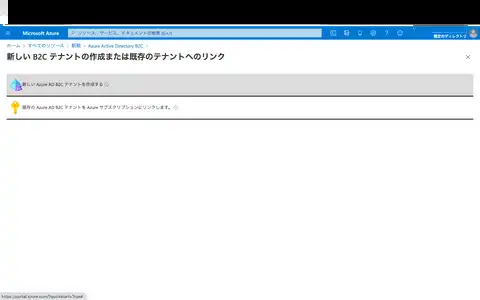 Microsoft Azure
リソース、サービス、ドキュメントの検索 (G+/)
既定のディレクトリ
ホーム > すべてのリソース > 新規 > Azure Active Directory B2C >
新しい B2C テナントの作成または既存のテナントへのリンク
新しい Azure AD B2C テナントを作成する
既存の Azure AD B2C テナントを Azure サブスクリプションにリンクします。